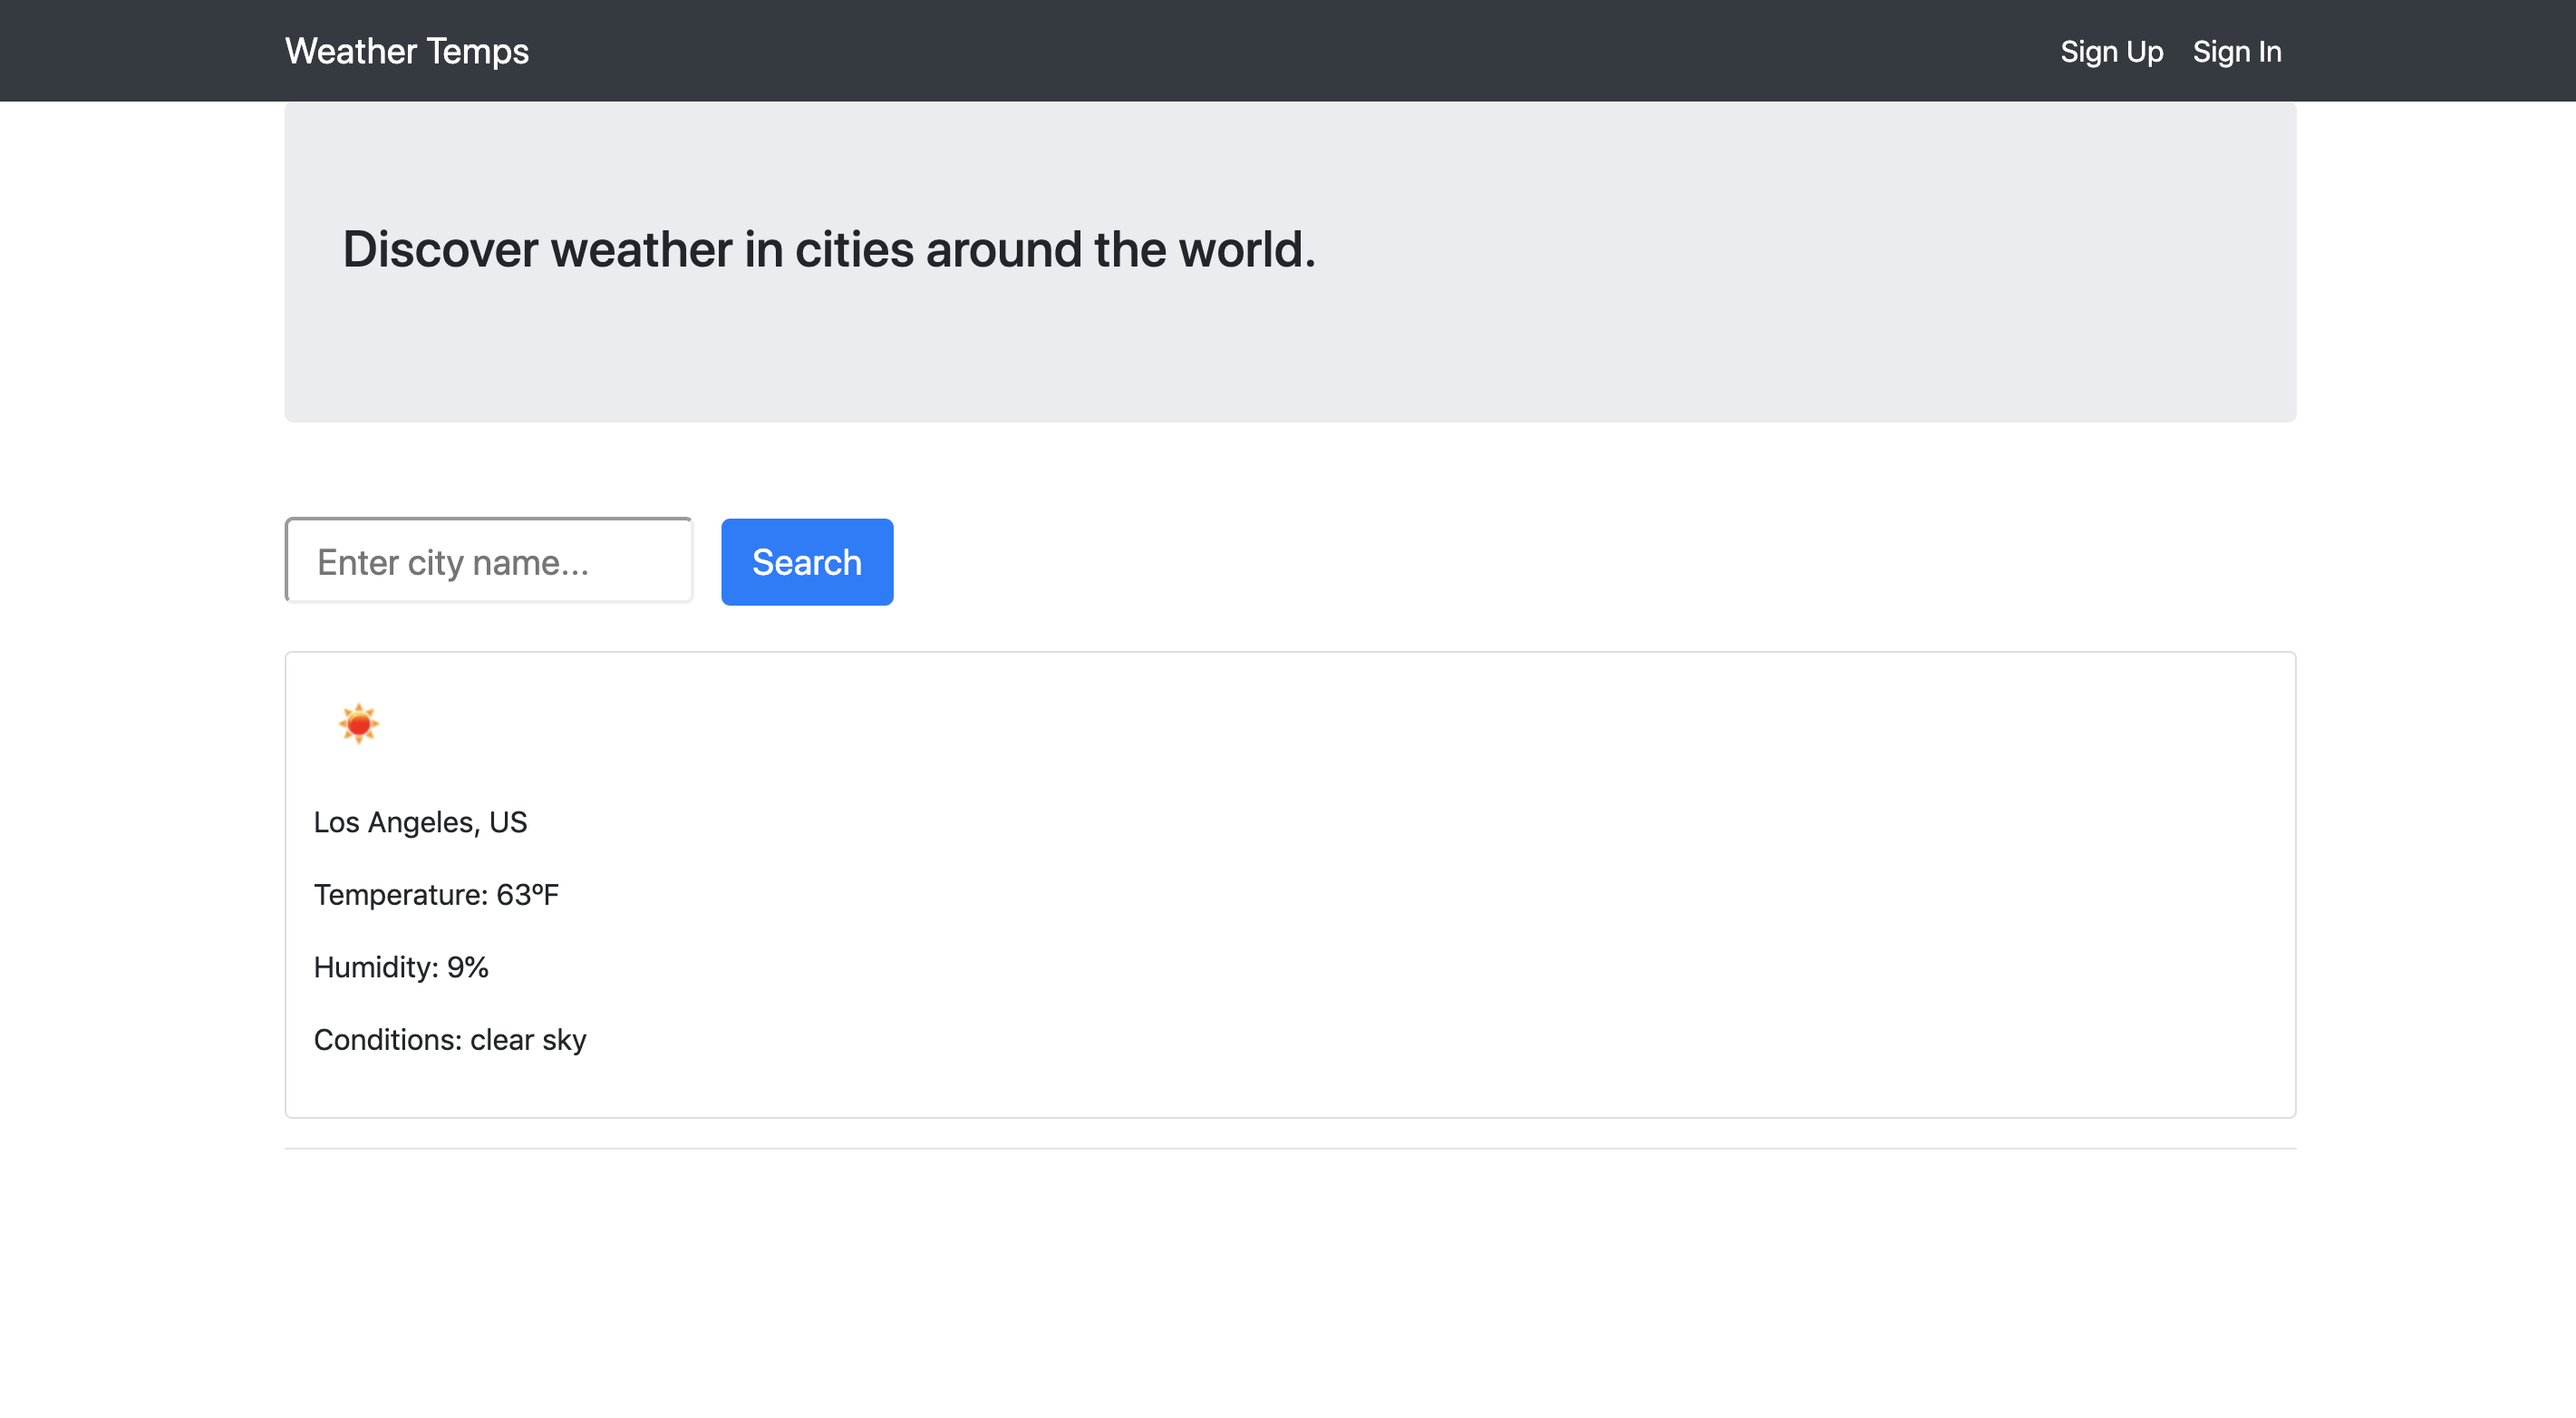 Weather Temps
Sign Up
Sign In
Discover weather in cities around the world.
Enter city name...
Search
Los Angeles, US
Temperature: 63ºF
Humidity: 9%
Conditions: clear sky